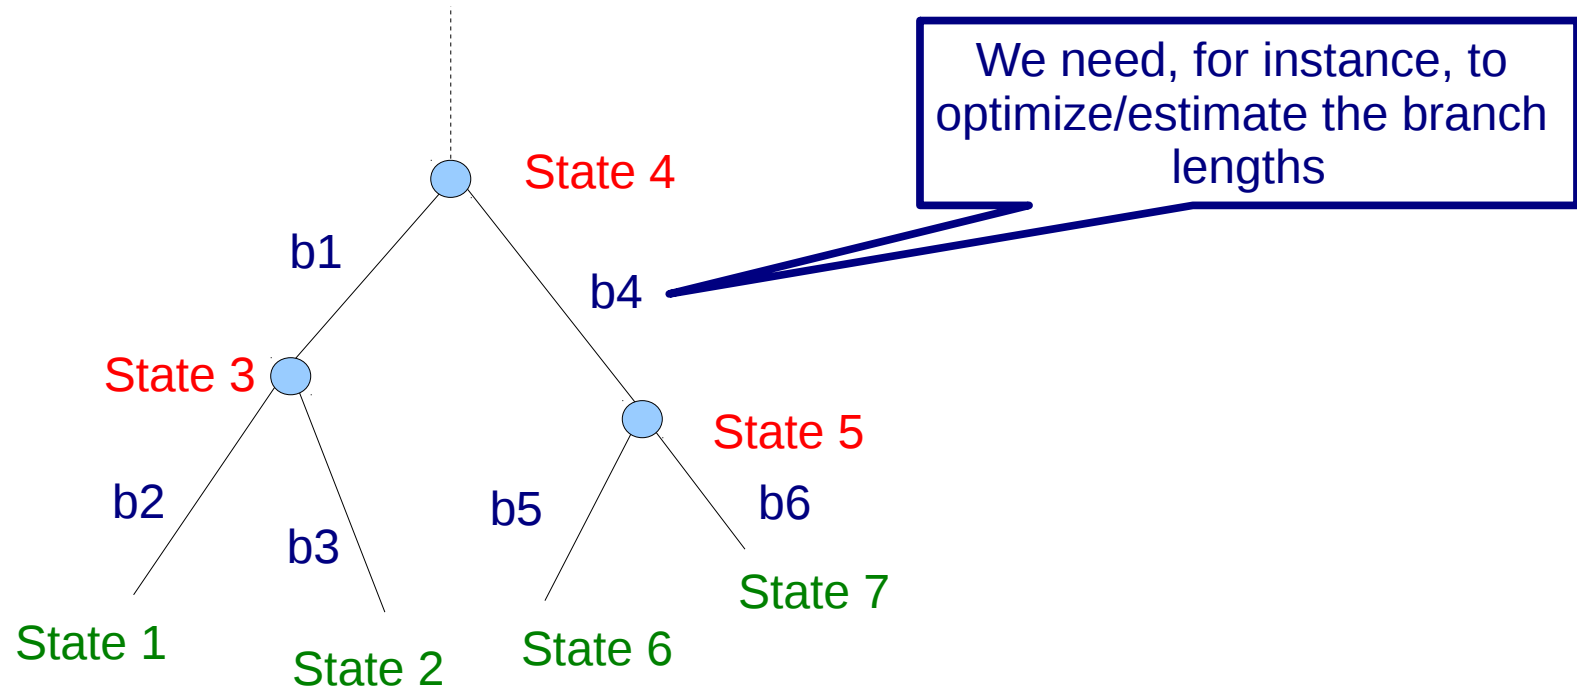 We need, for instance, to
optimize/estimate the branch
lengths
State 4
b1
b4
State 3
State 5
b2
b5
b6
b3
State 7
State 1
State 6
State 2